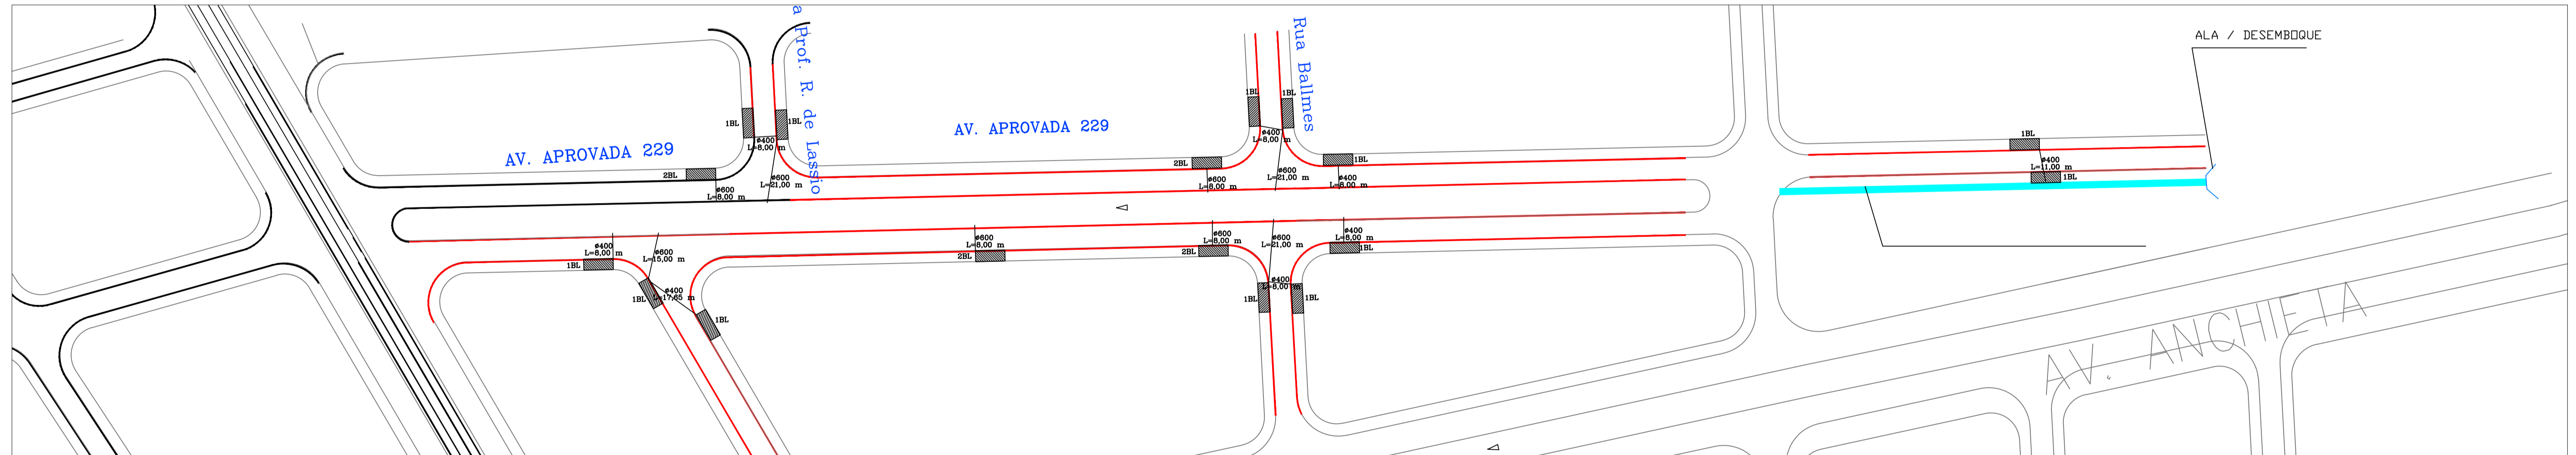 ALA / DESEMBOQUE
a Prof. R. de Lassio
Rua Ballmes
AV. APROVADA 229
AV. APROVADA 229
1BL
1BL
ø400
L=8,00 m
2BL
ø600
L=8,00 m
ø600
L=21,00 m
1BL
1BL
ø400
L=8,00 m
2BL
ø600
L=8,00 m
ø600
L=21,00 m
1BL
ø400
L=8,00 m
1BL
ø400
L=11,00 m
1BL
ø400
L=8,00 m
1BL
ø600
L=15,00 m
1BL
ø400
L=17,65 m
1BL
ø600
L=8,00 m
2BL
ø600
L=8,00 m
2BL
ø600
L=21,00 m
ø400
L=8,00 m
1BL
ø400
L=8,00 m
1BL
1BL
AV. ANCHIETA